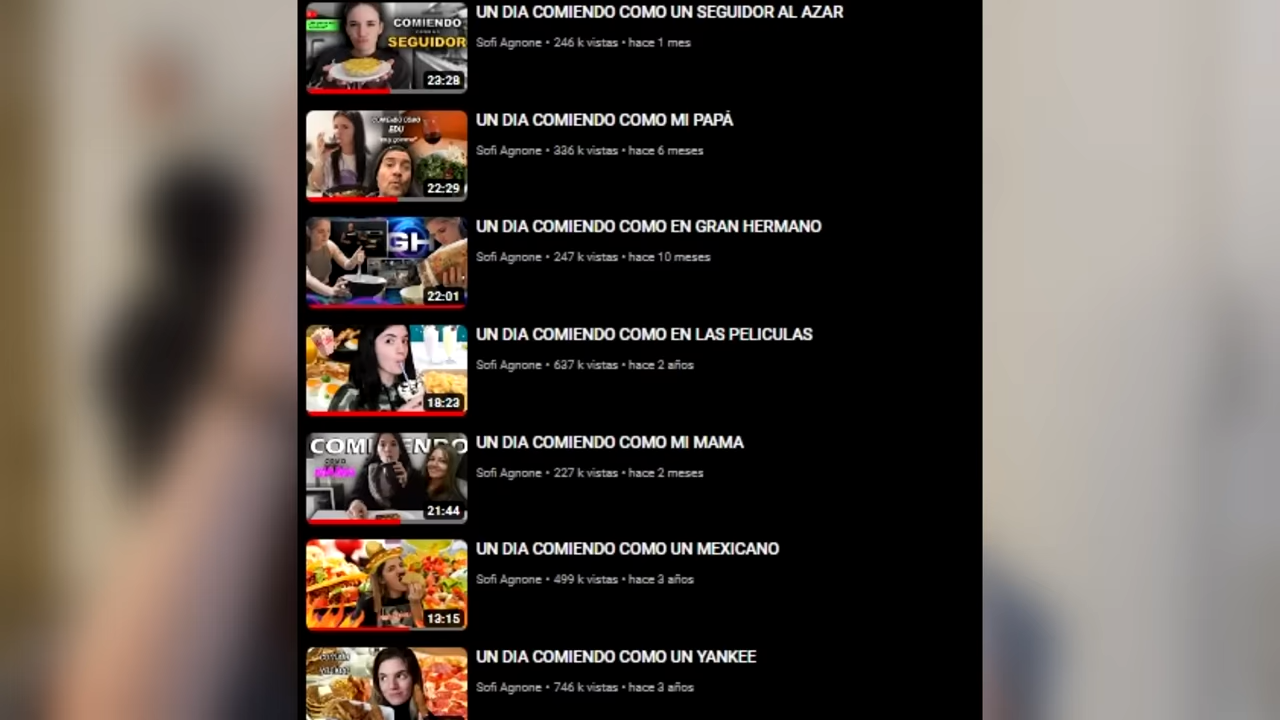 UN DIA COMIENDO COMO UN SEGUIDOR AL AZAR
Sofi Agnone • 246 k vistas • hace 1 mes
COMIENDO
SEGUIDOR
23:28
UN DIA COMIENDO COMO MI PAPÁ
Sofi Agnone • 336 k vistas • hace 6 meses
COMIENDO COMO
EDU
22:29
UN DIA COMIENDO COMO EN GRAN HERMANO
Sofi Agnone • 247 k vistas • hace 10 meses
GH
22:01
UN DIA COMIENDO COMO EN LAS PELICULAS
Sofi Agnone • 637 k vistas • hace 2 años
18:23
UN DIA COMIENDO COMO MI MAMA
Sofi Agnone • 227 k vistas • hace 2 meses
21:44
UN DIA COMIENDO COMO UN MEXICANO
Sofi Agnone • 499 k vistas • hace 3 años
13:15
UN DIA COMIENDO COMO UN YANKEE
Sofi Agnone • 746 k vistas • hace 3 años